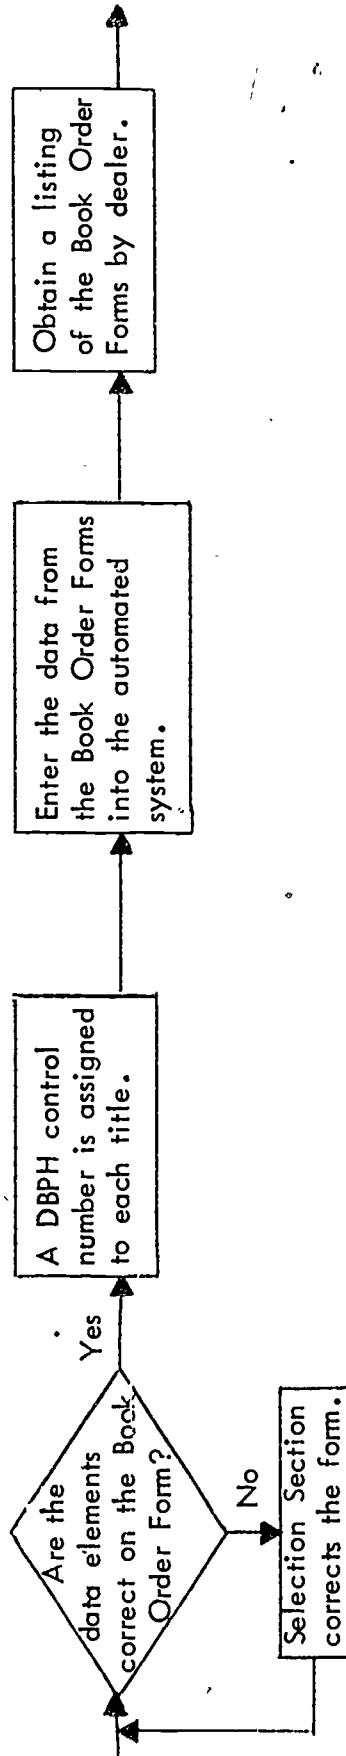 Are the
data elements
correct on the Book
Order Form?
Yes
No
Selection Section
corrects the form.
A DBPH control
number is assigned
to each title.
Enter the data from
the Book Order Forms
into the automated
system.
Obtain a listing
of the Book Order
Forms by dealer.